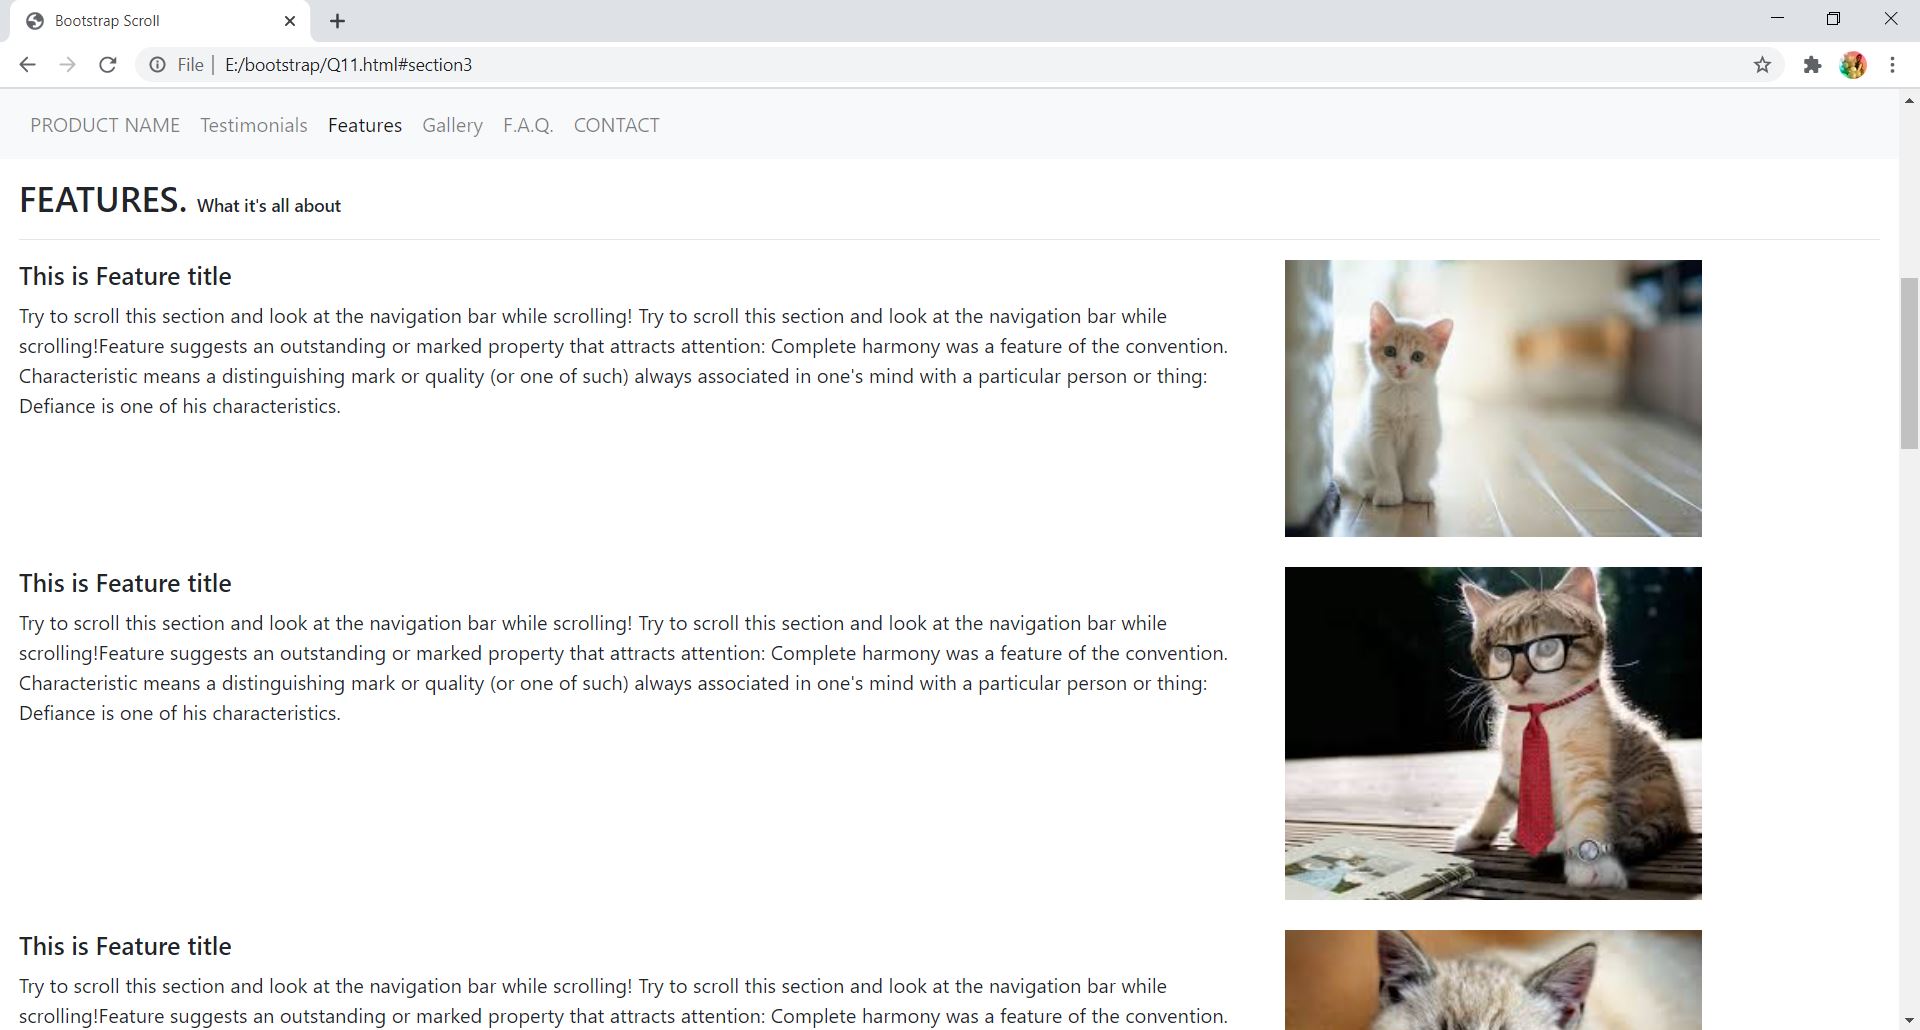 Bootstrap Scroll
File | E:/bootstrap/Q11.html#section3
PRODUCT NAME Testimonials Features Gallery F.A.Q. CONTACT
FEATURES. What it's all about
This is Feature title
Try to scroll this section and look at the navigation bar while scrolling! Try to scroll this section and look at the navigation bar while
scrolling!Feature suggests an outstanding or marked property that attracts attention: Complete harmony was a feature of the convention.
Characteristic means a distinguishing mark or quality (or one of such) always associated in one's mind with a particular person or thing:
Defiance is one of his characteristics.
This is Feature title
Try to scroll this section and look at the navigation bar while scrolling! Try to scroll this section and look at the navigation bar while
scrolling!Feature suggests an outstanding or marked property that attracts attention: Complete harmony was a feature of the convention.
Characteristic means a distinguishing mark or quality (or one of such) always associated in one's mind with a particular person or thing:
Defiance is one of his characteristics.
This is Feature title
Try to scroll this section and look at the navigation bar while scrolling! Try to scroll this section and look at the navigation bar while
scrolling!Feature suggests an outstanding or marked property that attracts attention: Complete harmony was a feature of the convention.